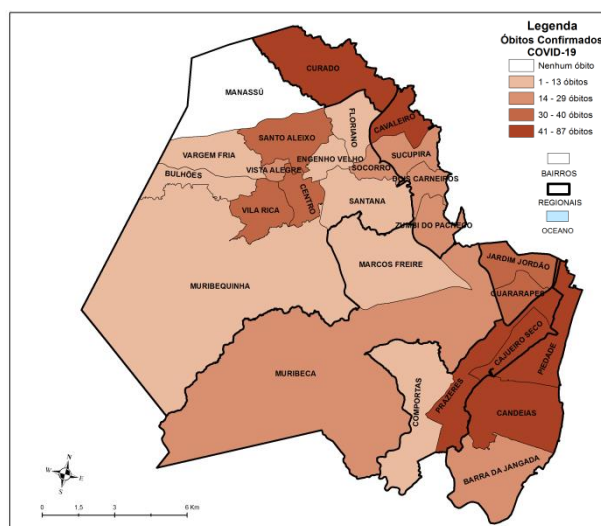 Legenda
Óbitos Confirmados
COVID-19
Nenhum óbito
1 - 13 óbitos
14 - 29 óbitos
30 - 40 óbitos
41 - 87 óbitos
BAIRROS
REGIONAIS
OCEANO
CURADO
MANASSÚ
FLORIANO
CAVALEIRO
SANTO ALEIXO
VARGEM FRIA
ENGENHO VELHO
SUCUPIRA
SOCORRO
VISTA ALEGRE
BULHÕES
DOIS CARNEIROS
CENTRO
SANTANA
VILA RICA
ZUMBI DO PACHECO
MARCOS FREIRE
JARDIM JORDÃO
MURIBEQUINHA
GUARARAPES
CAJUEIRO SECO
PIEDADE
MURIBECA
COMPORTAS
PRAZERES
CANDEIAS
BARRA DA JANGADA
N
W E
S
0 1,5 3 6 Km